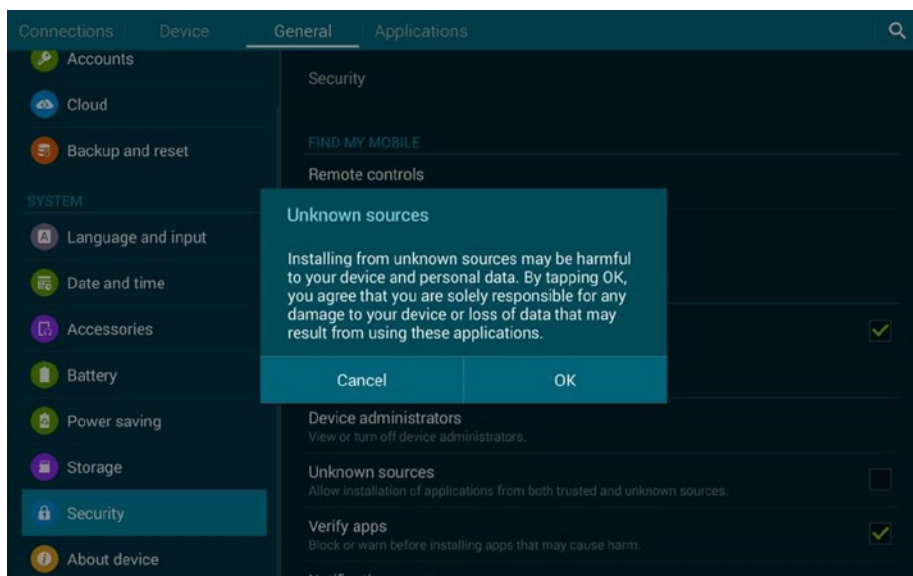 Connections Device General Applications
Accounts
Cloud
Backup and reset
SYSTEM
Language and input
Date and time
Accessories
Battery
Power saving
Storage
Security
About device
Security
FIND MY MOBILE
Remote controls
Unknown sources
Installing from unknown sources may be harmful
to your device and personal data. By tapping OK,
you agree that you are solely responsible for any
damage to your device or loss of data that may
result from using these applications.
Cancel OK
Device administrators
View or turn off device administrators.
Unknown sources
Allow installation of applications from both trusted and unknown sources.
Verify apps
Block or warn before installing apps that may cause harm.